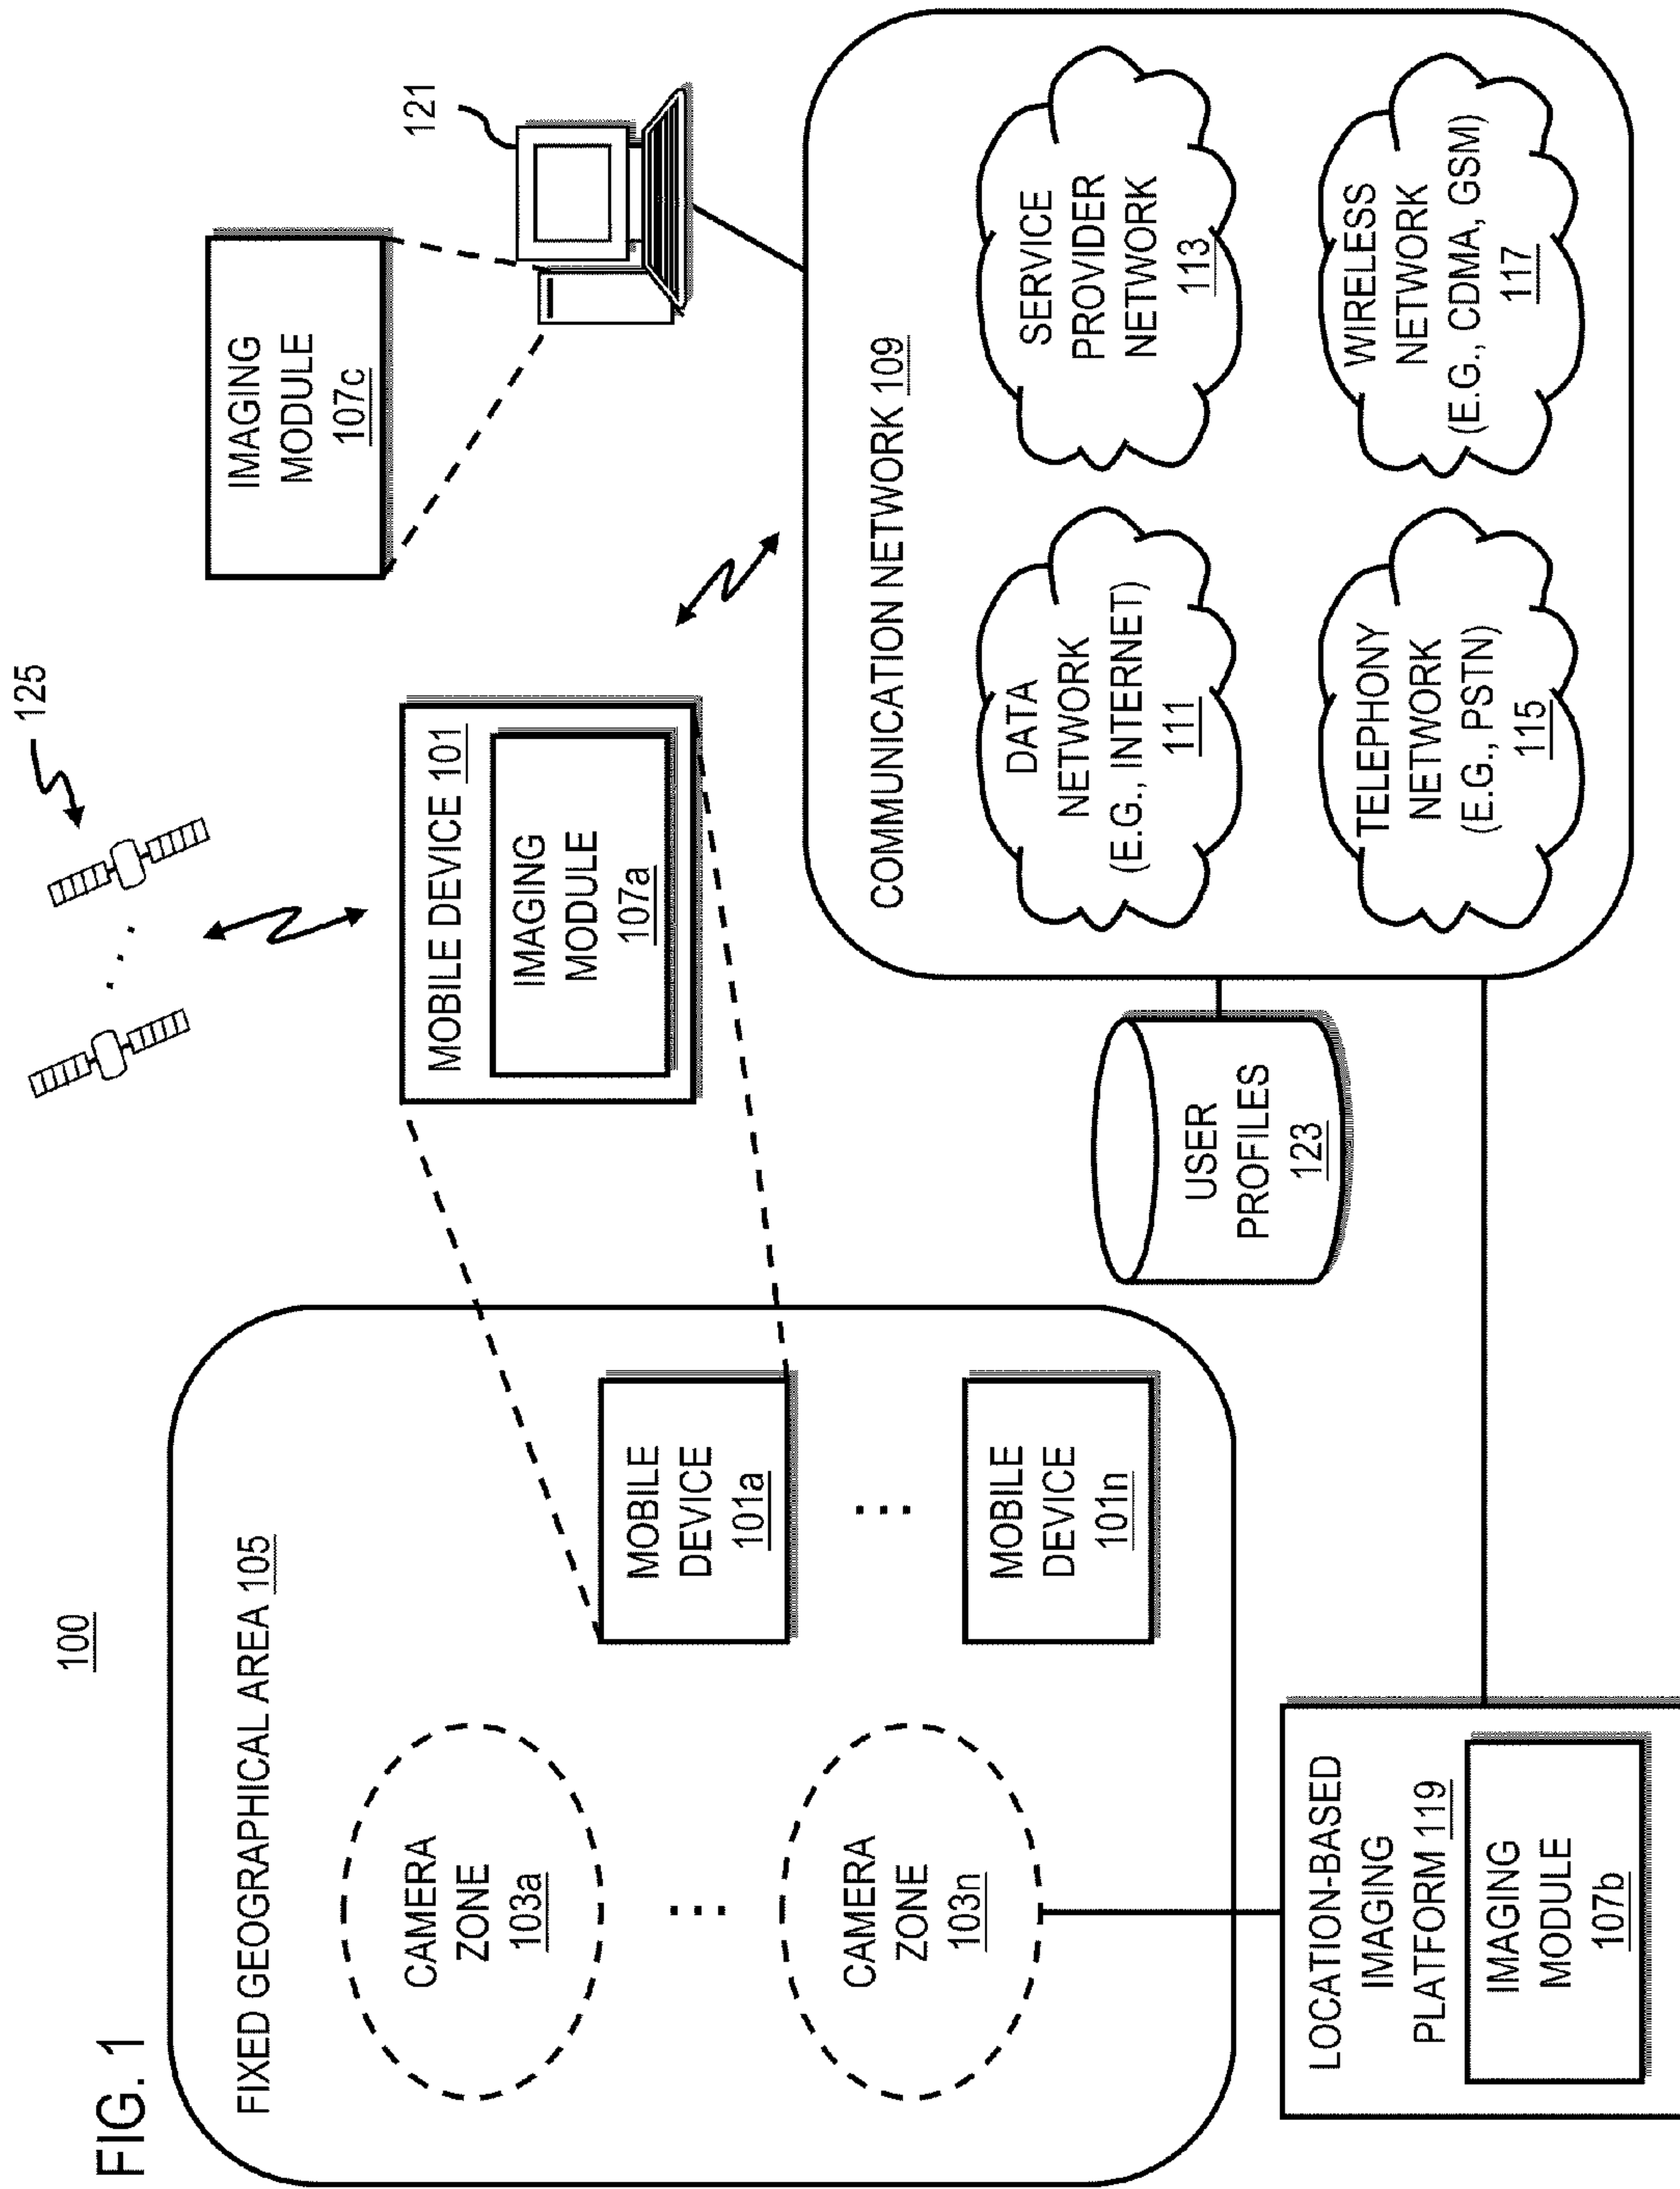 FIG. 1
100
FIXED GEOGRAPHICAL AREA 105
CAMERA
ZONE
103a
CAMERA
ZONE
103n
MOBILE
DEVICE
101a
MOBILE
DEVICE
101n
LOCATION-BASED
IMAGING
PLATFORM 119
IMAGING
MODULE
107b
125
MOBILE DEVICE 101
IMAGING
MODULE
107a
IMAGING
MODULE
107c
121
USER
PROFILES
123
COMMUNICATION NETWORK 109
DATA
NETWORK
(E.G., INTERNET)
111
SERVICE
PROVIDER
NETWORK
113
TELEPHONY
NETWORK
(E.G., PSTN)
115
WIRELESS
NETWORK
(E.G., CDMA, GSM)
117